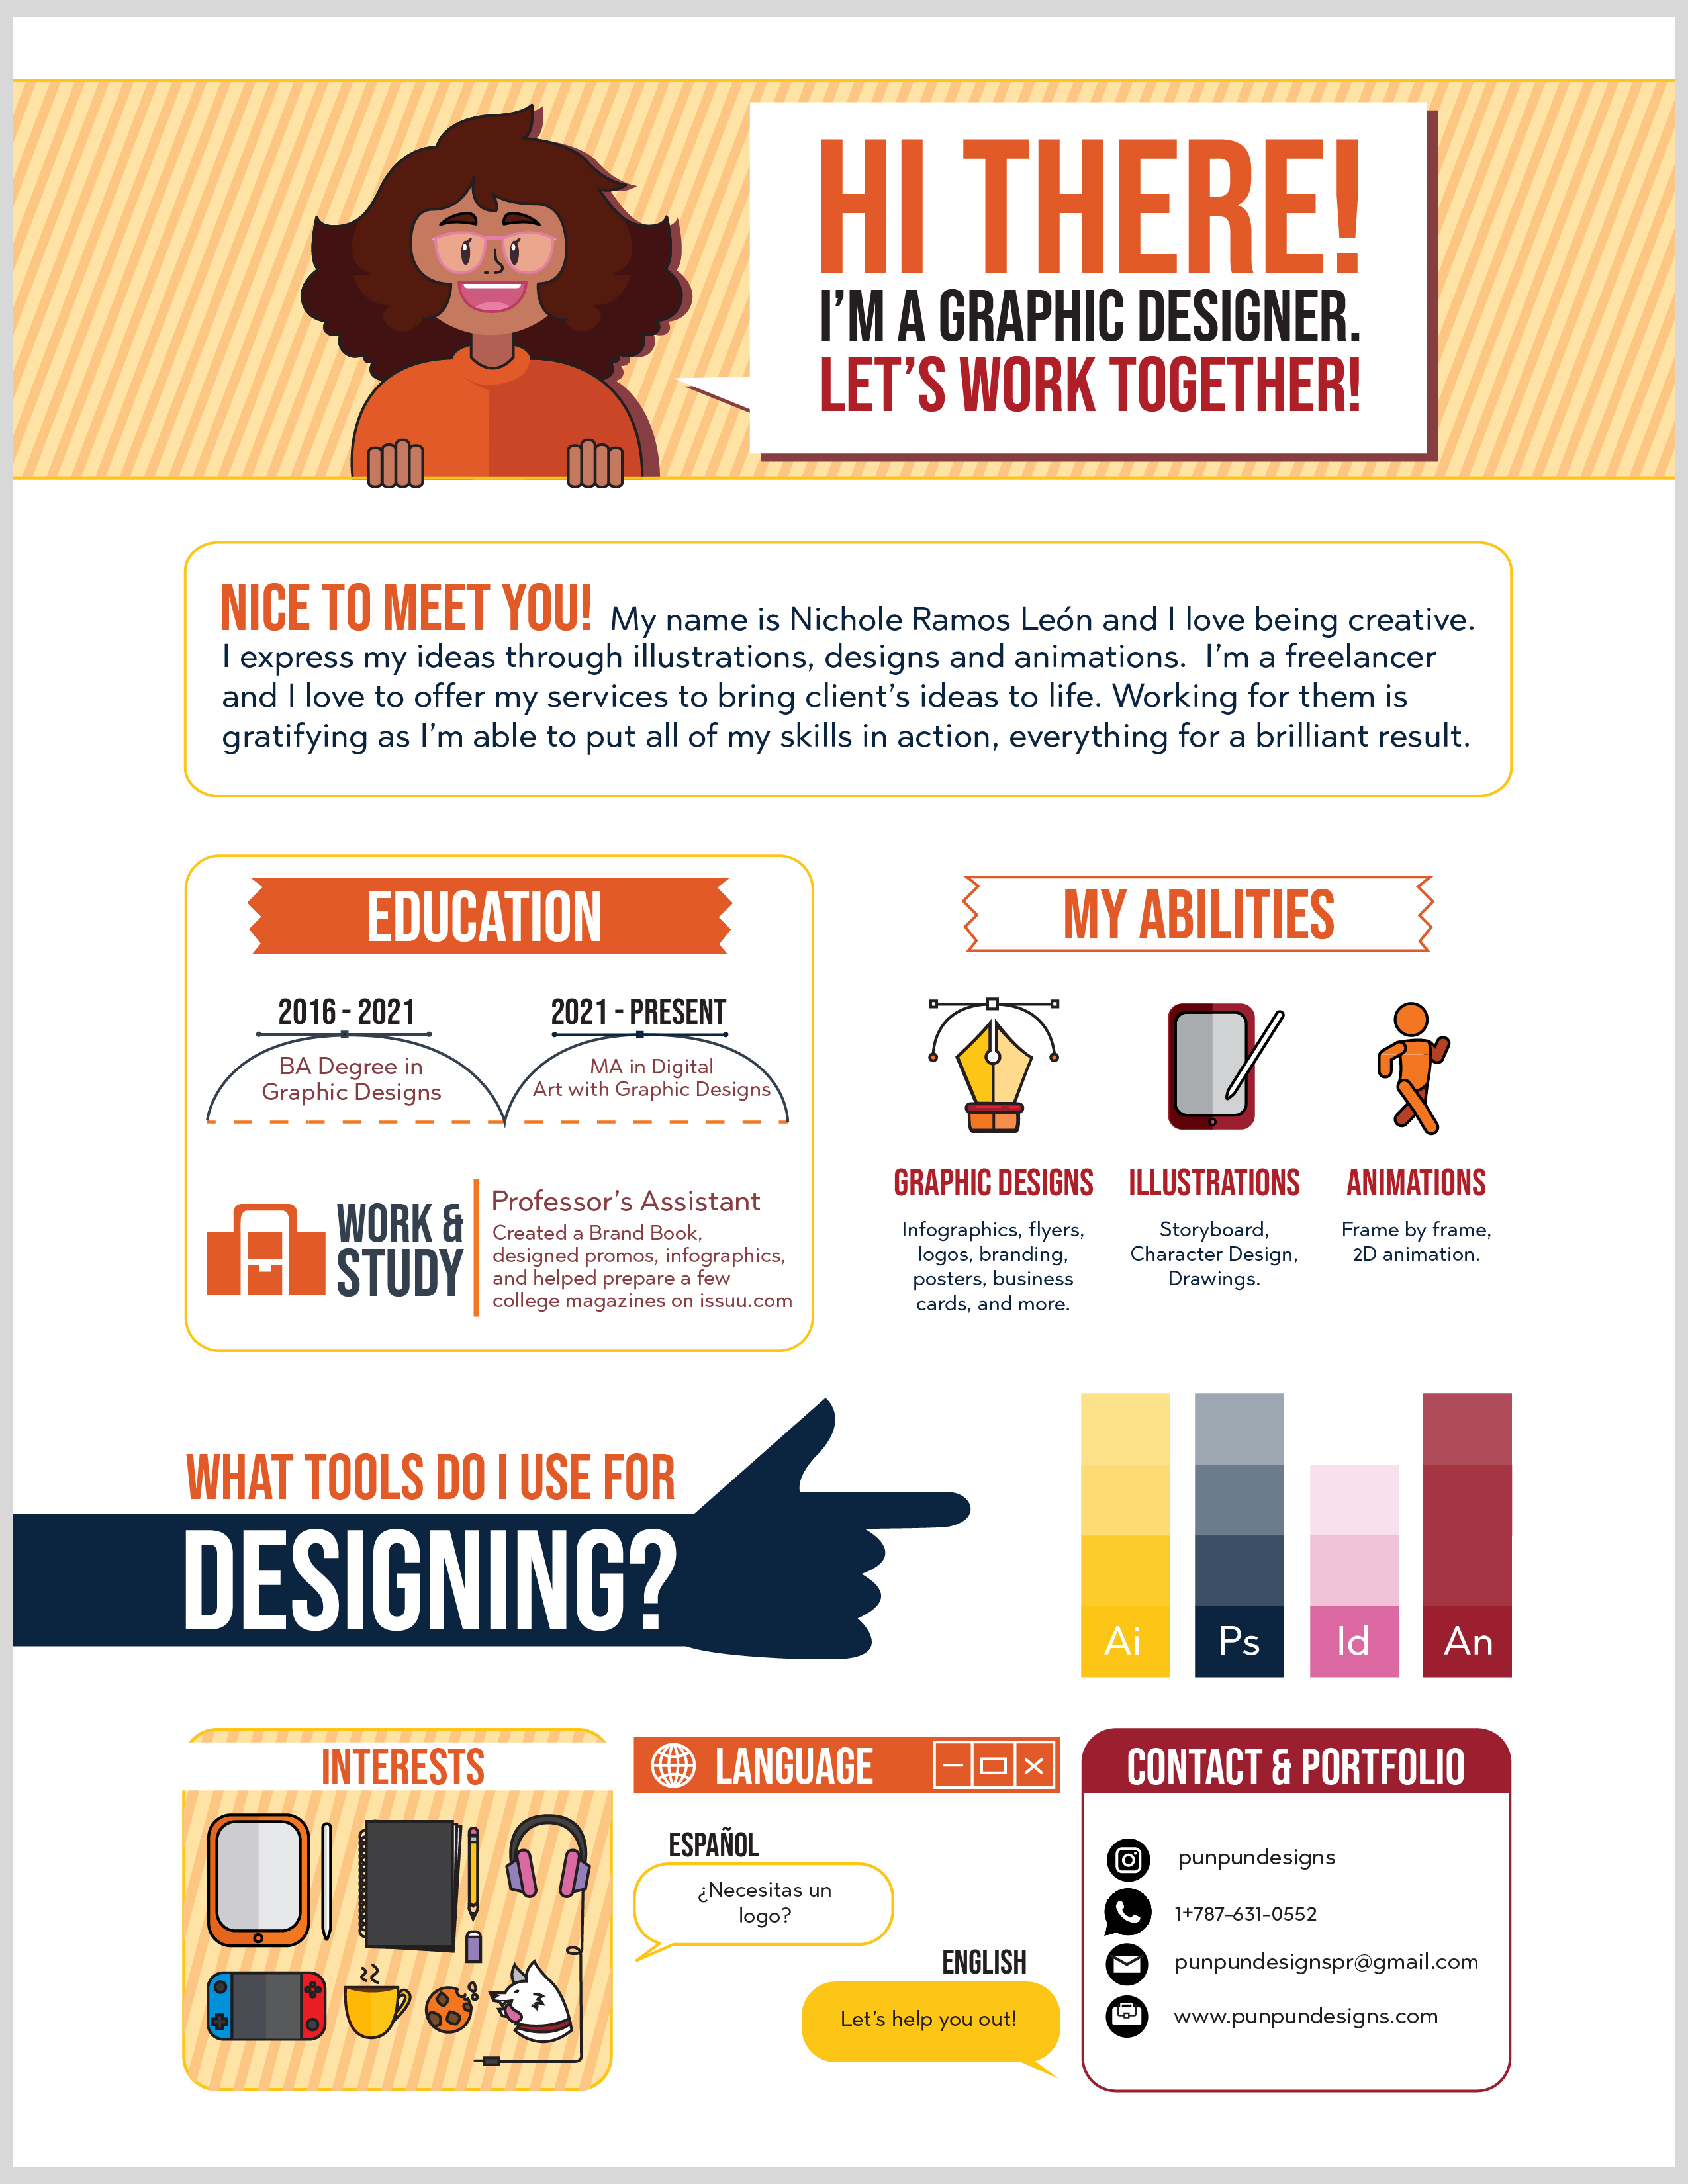 HI THERE!
I'M A GRAPHIC DESIGNER.
LET'S WORK TOGETHER!
NICE TO MEET YOU! My name is Nichole Ramos León and I love being creative.
I express my ideas through illustrations, designs and animations. I'm a freelancer
and I love to offer my services to bring client's ideas to life. Working for them is
gratifying as I'm able to put all of my skills in action, everything for a brilliant result.
EDUCATION
2016 - 2021
BA Degree in
Graphic Designs
2021 - PRESENT
MA in Digital
Art with Graphic Designs
WORK &
STUDY
Professor's Assistant
Created a Brand Book,
designed promos, infographics,
and helped prepare a few
college magazines on issuu.com
MY ABILITIES
GRAPHIC DESIGNS
Infographics, flyers,
logos, branding,
posters, business
cards, and more.
ILLUSTRATIONS
Storyboard,
Character Design,
Drawings.
ANIMATIONS
Frame by frame,
2D animation.
WHAT TOOLS DO I USE FOR
DESIGNING?
Ai
Ps
Id
An
INTERESTS
LANGUAGE
ESPAÑOL
¿Necesitas un
logo?
ENGLISH
Let's help you out!
CONTACT & PORTFOLIO
punpundesigns
1+787-631-0552
punpundesignspr@gmail.com
www.punpundesigns.com